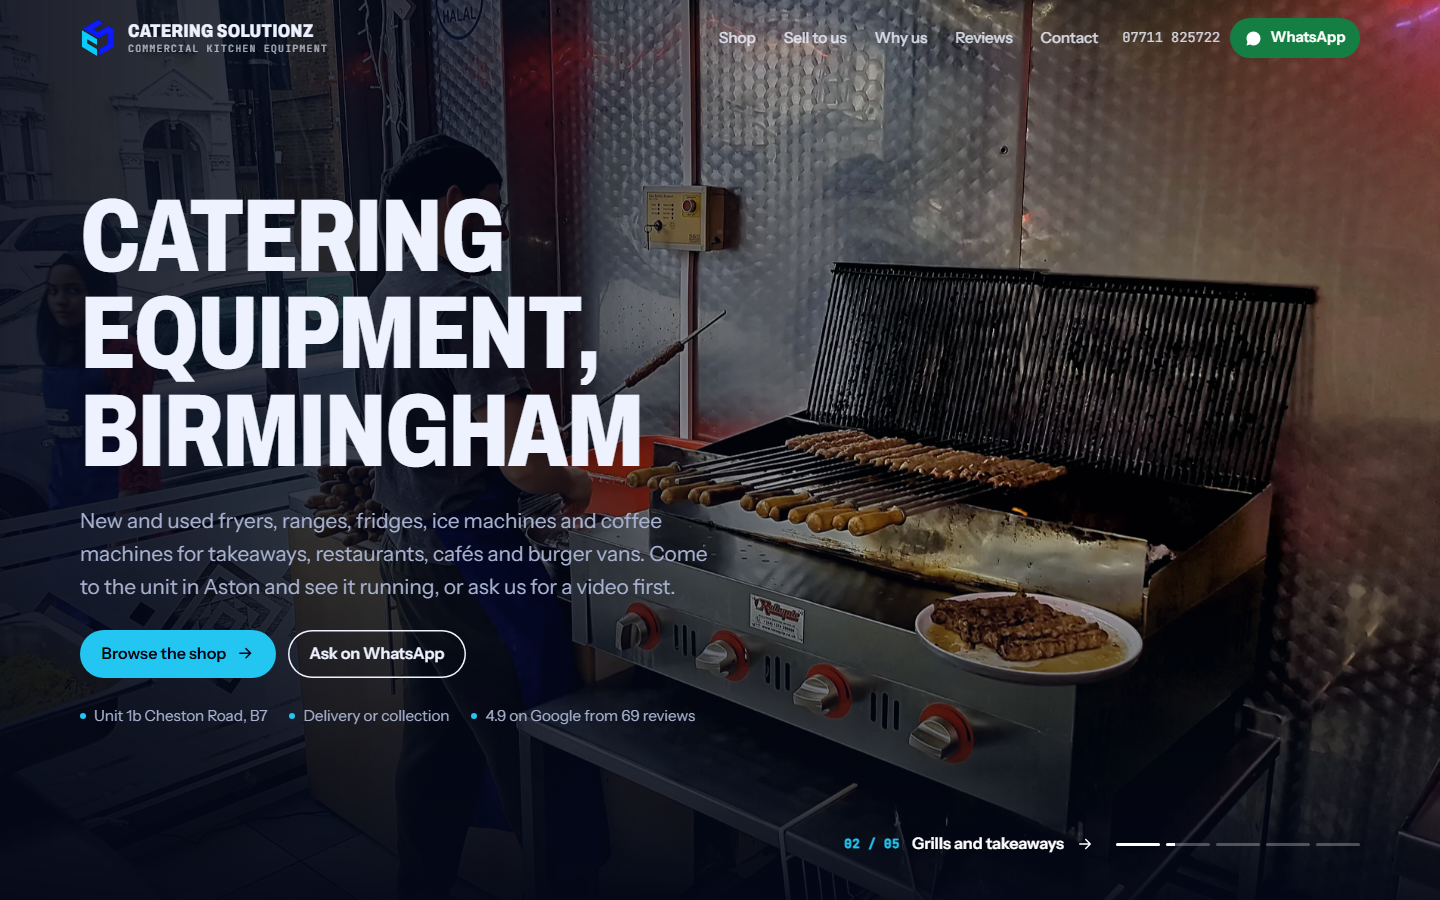 CATERING SOLUTIONZ
COMMERCIAL KITCHEN EQUIPMENT
HALAL
Shop
Sell to us
Why us
Reviews
Contact
07711 825722
WhatsApp
CATERING
EQUIPMENT,
BIRMINGHAM
New and used fryers, ranges, fridges, ice machines and coffee
machines for takeaways, restaurants, cafés and burger vans. Come
to the unit in Aston and see it running, or ask us for a video first.
Browse the shop →
Ask on WhatsApp
Unit 1b Cheston Road, B7
Delivery or collection
4.9 on Google from 69 reviews
02 / 05
Grills and takeaways →